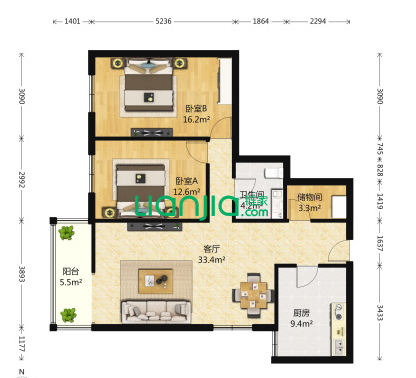 1401 5236 1864 2294
3090
2992
3893
1177
N
3090
745
828
1419
1637
3433
卧室B
16.2m²
卧室A
12.6m²
卫生间
4.2m²
储物间
3.3m²
lianjia.com 链家
客厅
33.4m²
阳台
5.5m²
厨房
9.4m²